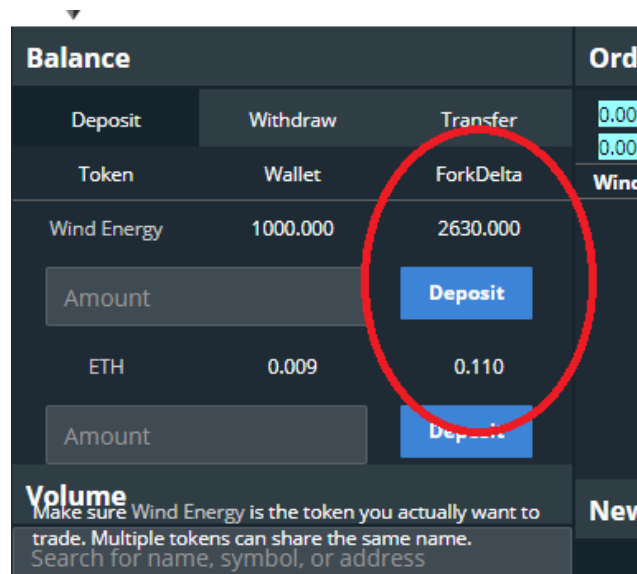 Balance
Ord
Deposit Withdraw Transfer
0.00
0.00
Token Wallet ForkDelta
Wind
Wind Energy 1000.000 2630.000
Amount Deposit
ETH 0.009 0.110
Amount Deposit
Volume
Make sure Wind Energy is the token you actually want to
trade. Multiple tokens can share the same name.
Search for name, symbol, or address
New